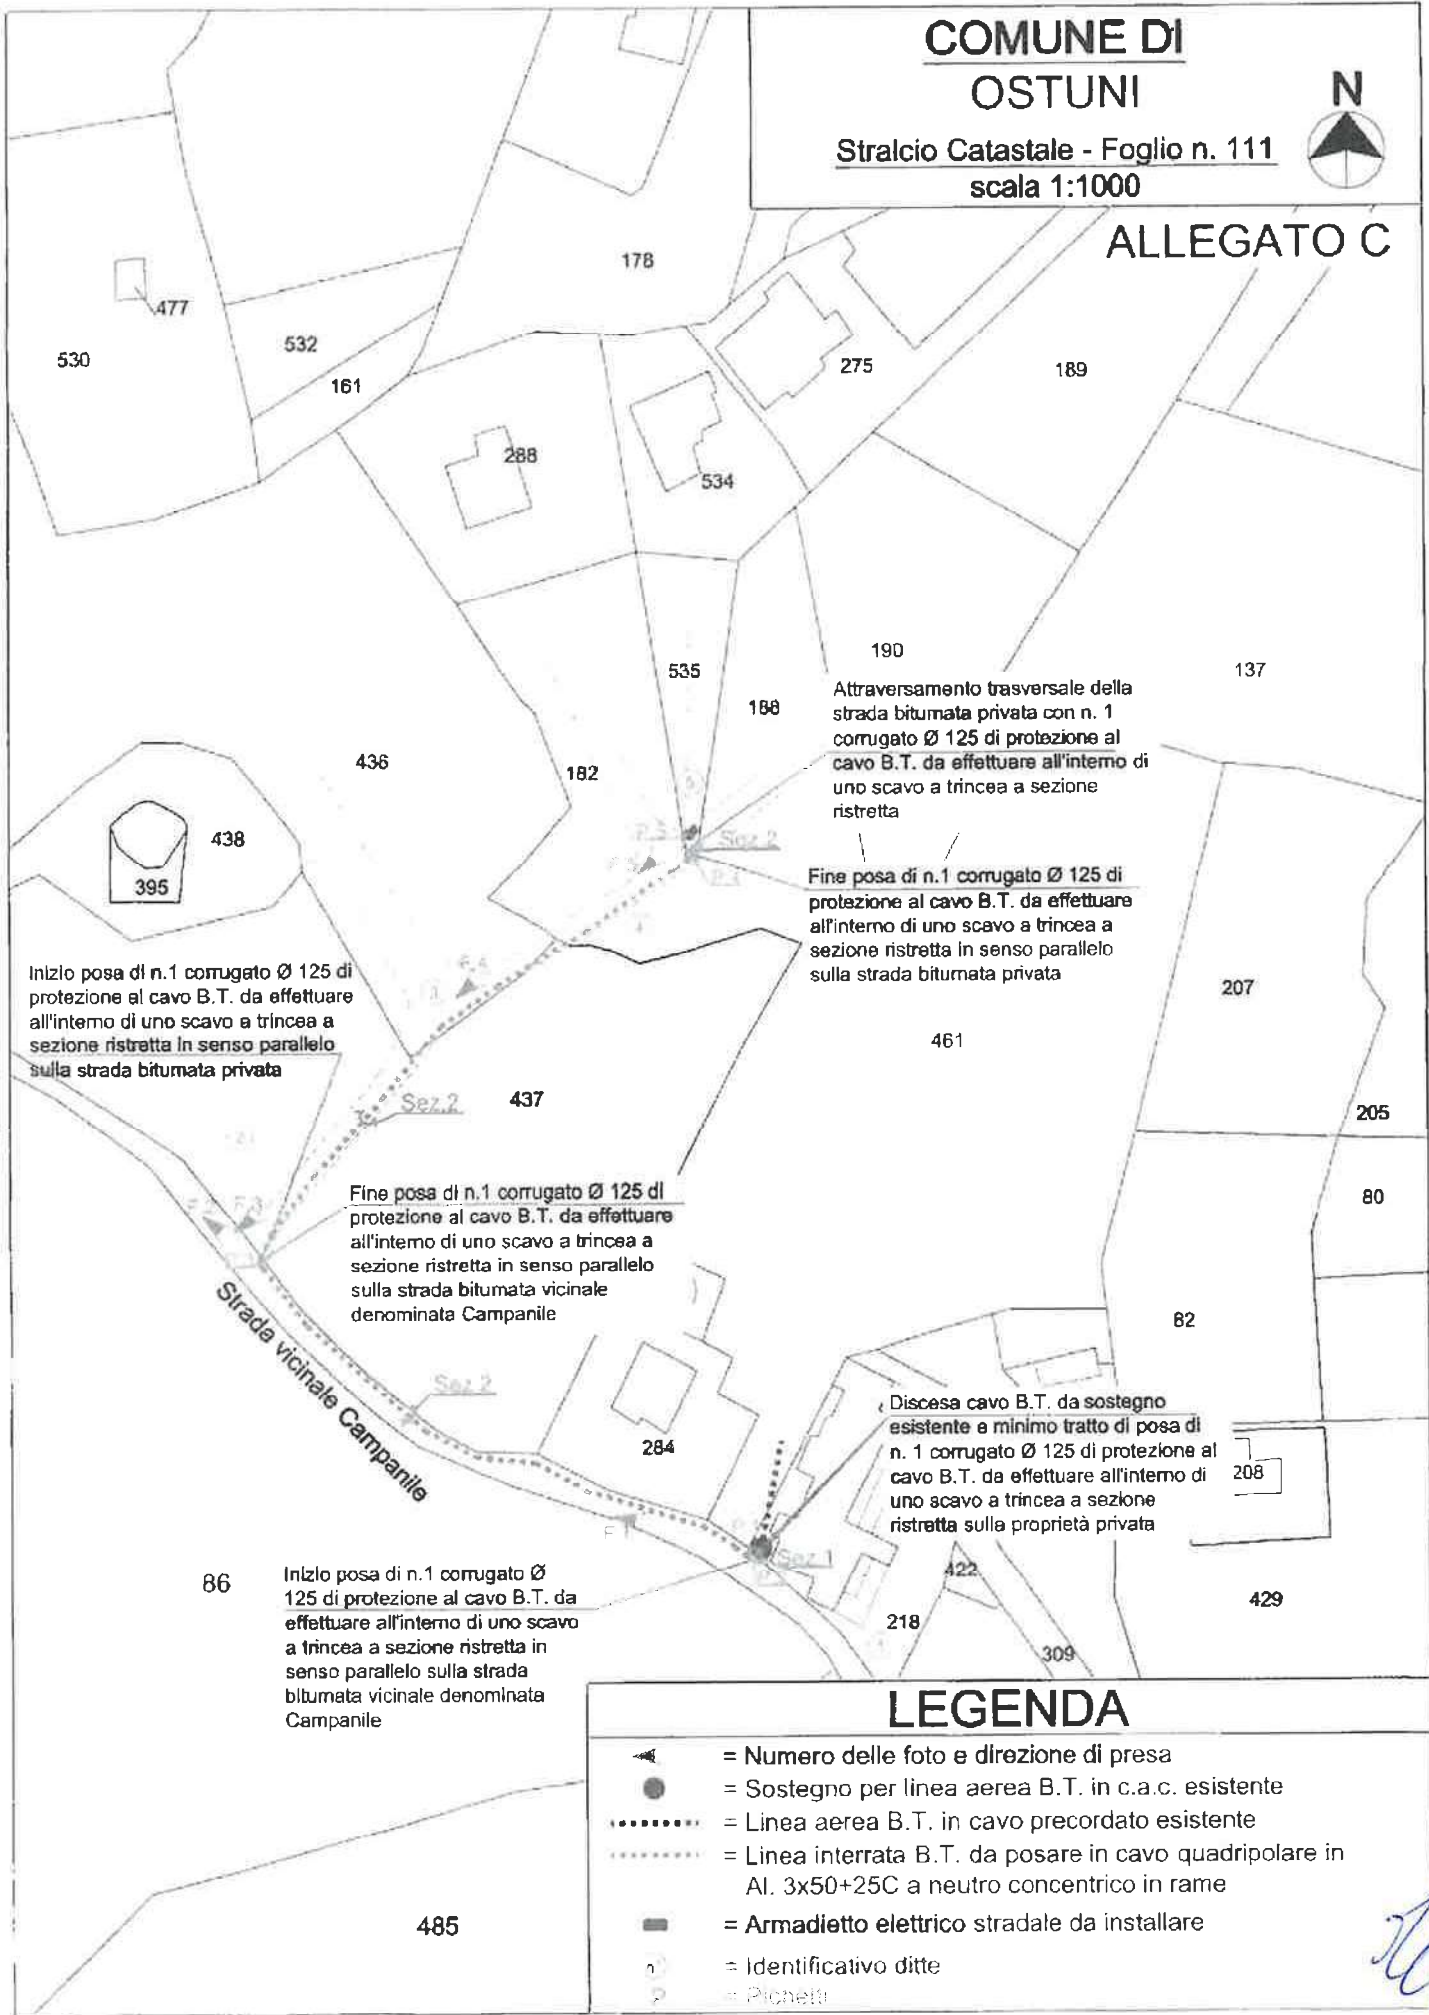 COMUNE DI
OSTUNI
N
Stralcio Catastale - Foglio n. 111
scala 1:1000
ALLEGATO C
178
477
530
532
161
275
189
288
534
535
190
137
188
436
182
Attraversamento trasversale della
strada bitumata privata con n. 1
corrugato Ø 125 di protezione al
cavo B.T. da effettuare all'interno di
uno scavo a trincea a sezione
ristretta
438
395
Sez.2
Fine posa di n.1 corrugato Ø 125 di
protezione al cavo B.T. da effettuare
all'interno di uno scavo a trincea a
sezione ristretta in senso parallelo
sulla strada bitumata privata
Inizio posa di n.1 corrugato Ø 125 di
protezione al cavo B.T. da effettuare
all'interno di uno scavo a trincea a
sezione ristretta in senso parallelo
sulla strada bitumata privata
207
461
Sez.2
437
205
80
Fine posa di n.1 corrugato Ø 125 di
protezione al cavo B.T. da effettuare
all'interno di uno scavo a trincea a
sezione ristretta in senso parallelo
sulla strada bitumata vicinale
denominata Campanile
82
Strada vicinale Campanile
Sez.2
284
Discesa cavo B.T. da sostegno
esistente e minimo tratto di posa di
n. 1 corrugato Ø 125 di protezione al
cavo B.T. da effettuare all'interno di
uno scavo a trincea a sezione
ristretta sulla proprietà privata
208
Sez.1
422
429
86
218
309
Inizio posa di n.1 corrugato Ø
125 di protezione al cavo B.T. da
effettuare all'interno di uno scavo
a trincea a sezione ristretta in
senso parallelo sulla strada
bitumata vicinale denominata
Campanile
485
LEGENDA
= Numero delle foto e direzione di presa
= Sostegno per linea aerea B.T. in c.a.c. esistente
= Linea aerea B.T. in cavo precordato esistente
= Linea interrata B.T. da posare in cavo quadripolare in
Al. 3x50+25C a neutro concentrico in rame
= Armadietto elettrico stradale da installare
n = Identificativo ditte
P = Pichetti